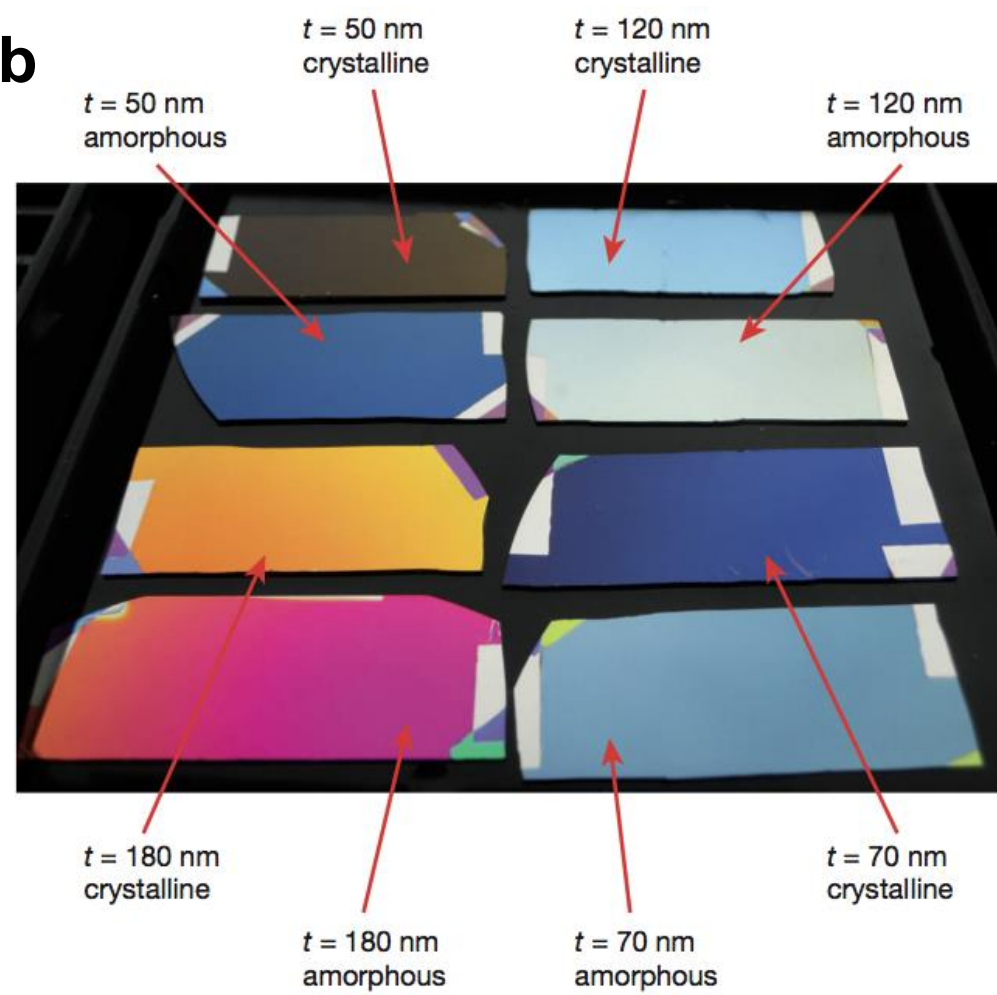 b
t = 50 nm
crystalline
t = 120 nm
crystalline
t = 50 nm
amorphous
t = 120 nm
amorphous
t = 180 nm
crystalline
t = 70 nm
crystalline
t = 180 nm
amorphous
t = 70 nm
amorphous